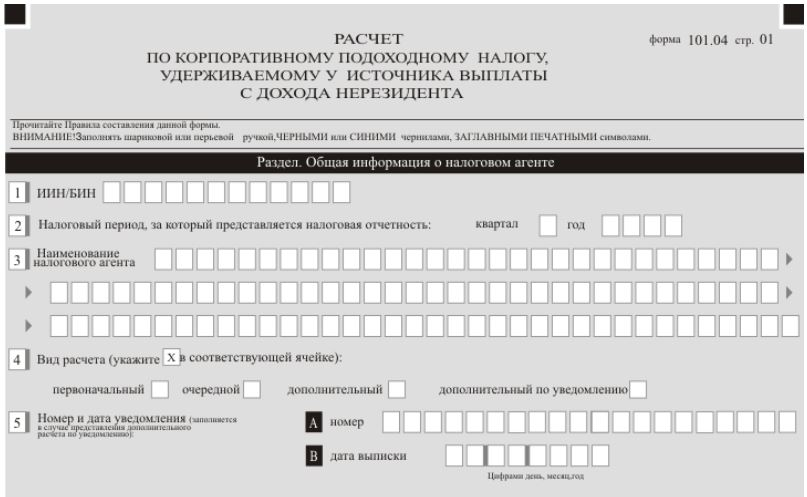 РАСЧЕТ
форма 101.04 стр. 01
ПО КОРПОРАТИВНОМУ ПОДОХОДНОМУ НАЛОГУ,
УДЕРЖИВАЕМОМУ У ИСТОЧНИКА ВЫПЛАТЫ
С ДОХОДА НЕРЕЗИДЕНТА
Прочитайте Правила составления данной формы.
ВНИМАНИЕ!Заполнять шариковой или перьевой ручкой,ЧЕРНЫМИ или СИНИМИ чернилами, ЗАГЛАВНЫМИ ПЕЧАТНЫМИ символами.
Раздел. Общая информация о налоговом агенте
1 ИИН/БИН
2 Налоговый период, за который представляется налоговая отчетность: квартал год
3 Наименование
налогового агента
4 Вид расчета (укажите X в соответствующей ячейке):
первоначальный очередной дополнительный дополнительный по уведомлению
5 Номер и дата уведомления (заполняется
в случае представления дополнительного
расчета по уведомлению):
A номер
B дата выписки
Цифрами день, месяц,год